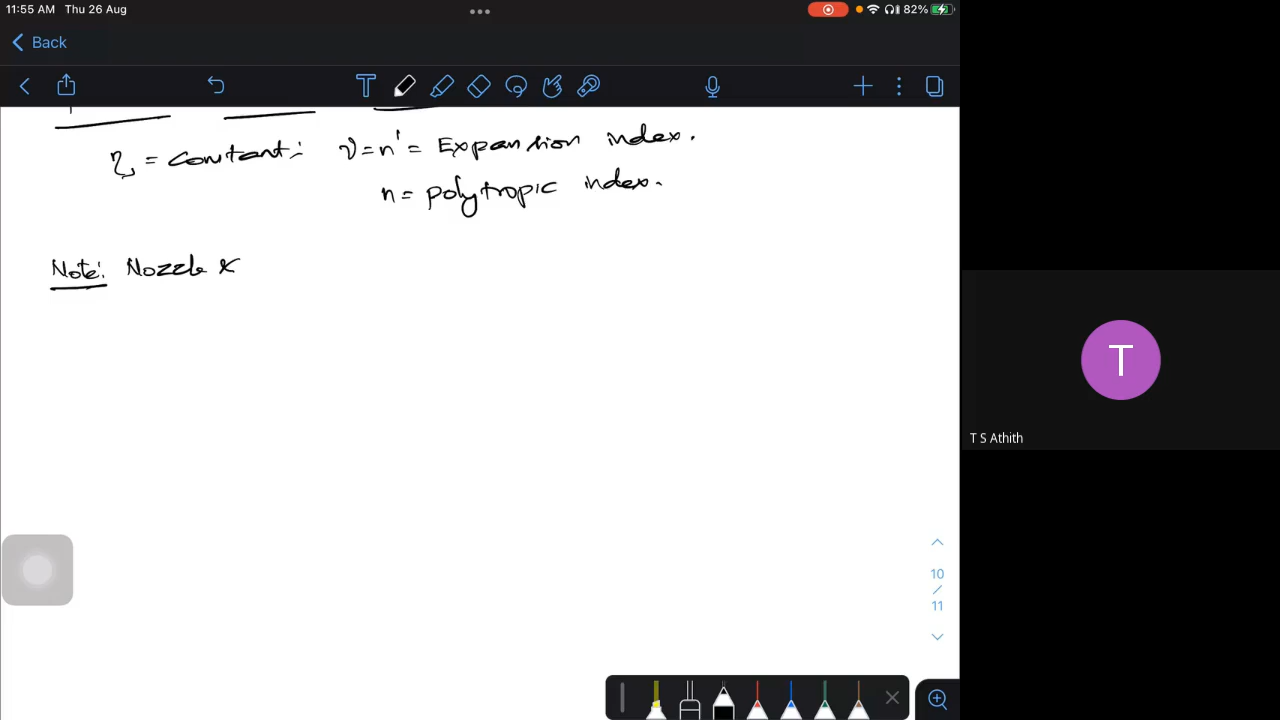 11:55 AM Thu 26 Aug
82%
Back
η = constant:- γ = n' = Expansion index.
n = polytropic index.
Note: Nozzle &
10
/
11
T
T S Athith